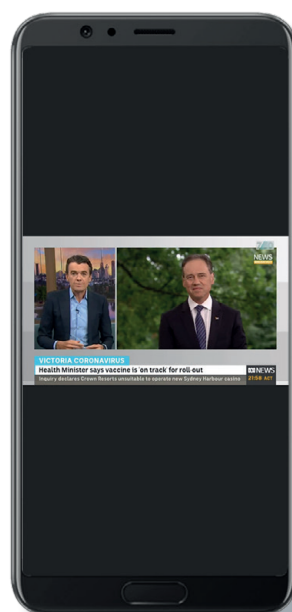 NEWS
VICTORIA CORONAVIRUS
Health Minister says vaccine is 'on track' for roll-out
NEWS
Inquiry declares Crown Resorts unsuitable to operate new Sydney Harbour casino